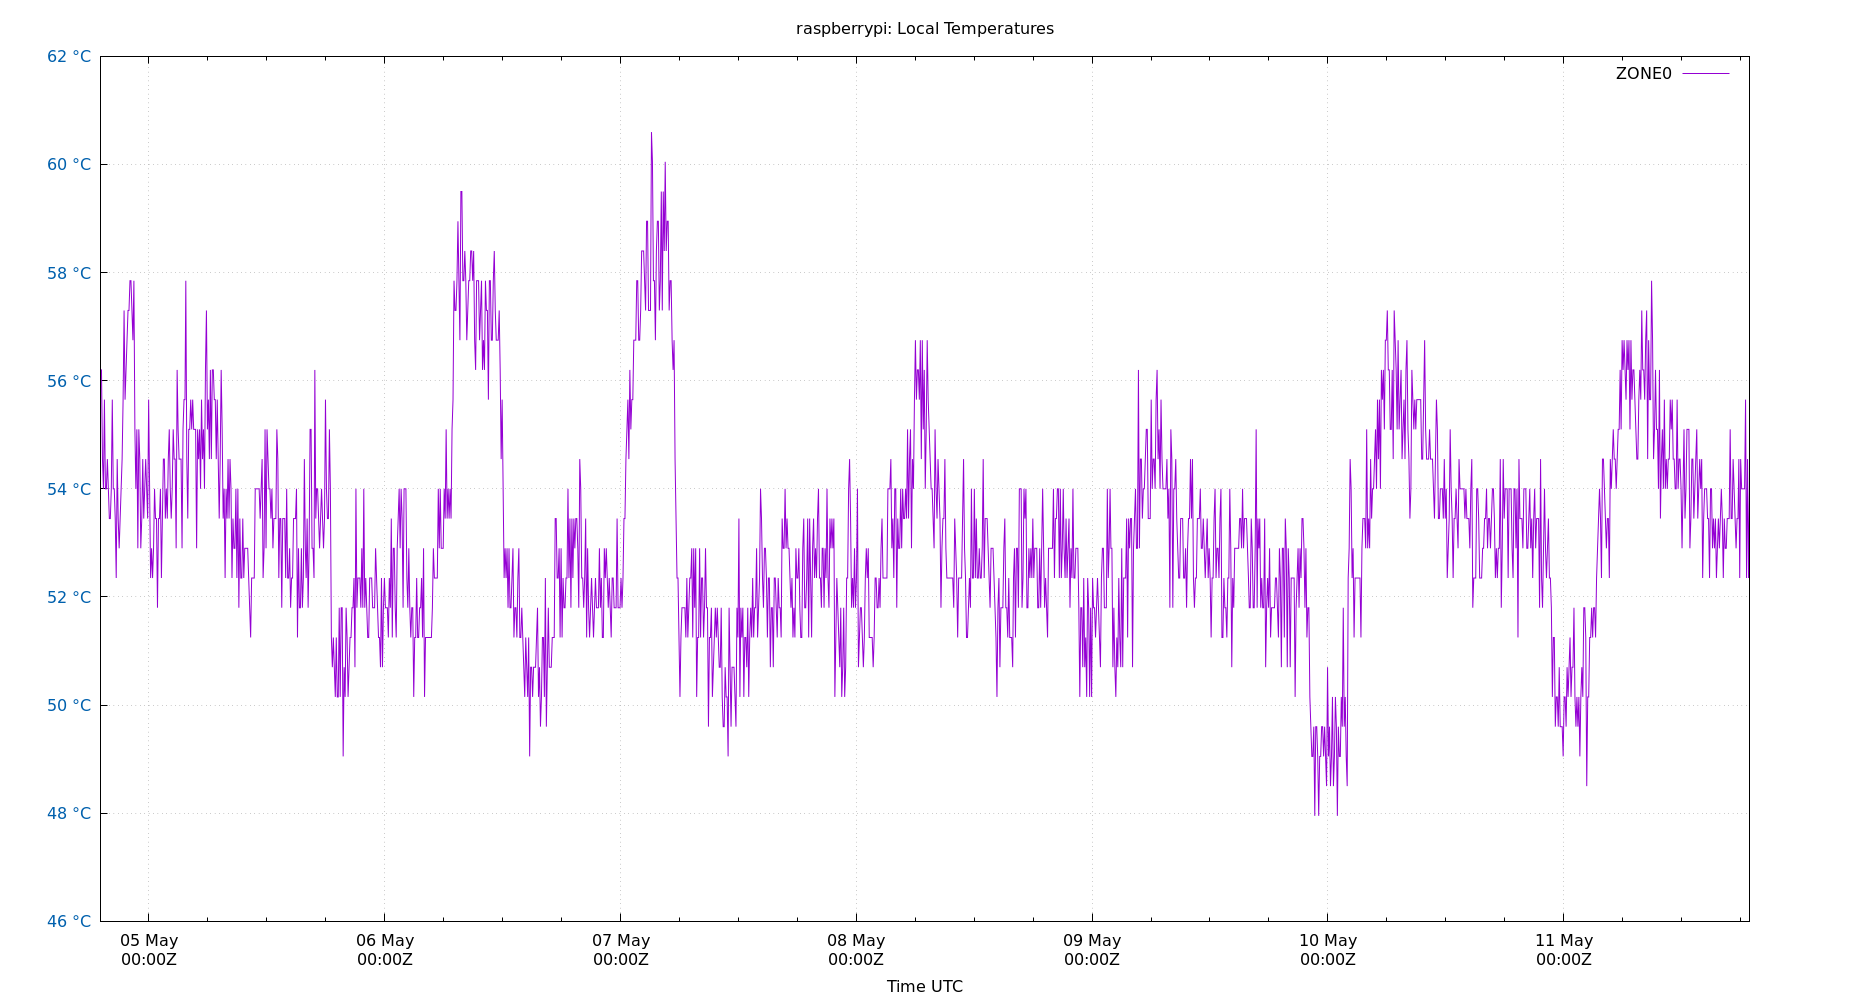 raspberrypi: Local Temperatures
62 °C
ZONE0
60 °C
58 °C
56 °C
54 °C
52 °C
50 °C
48 °C
46 °C
05 May
00:00Z
06 May
00:00Z
07 May
00:00Z
08 May
00:00Z
09 May
00:00Z
10 May
00:00Z
11 May
00:00Z
Time UTC